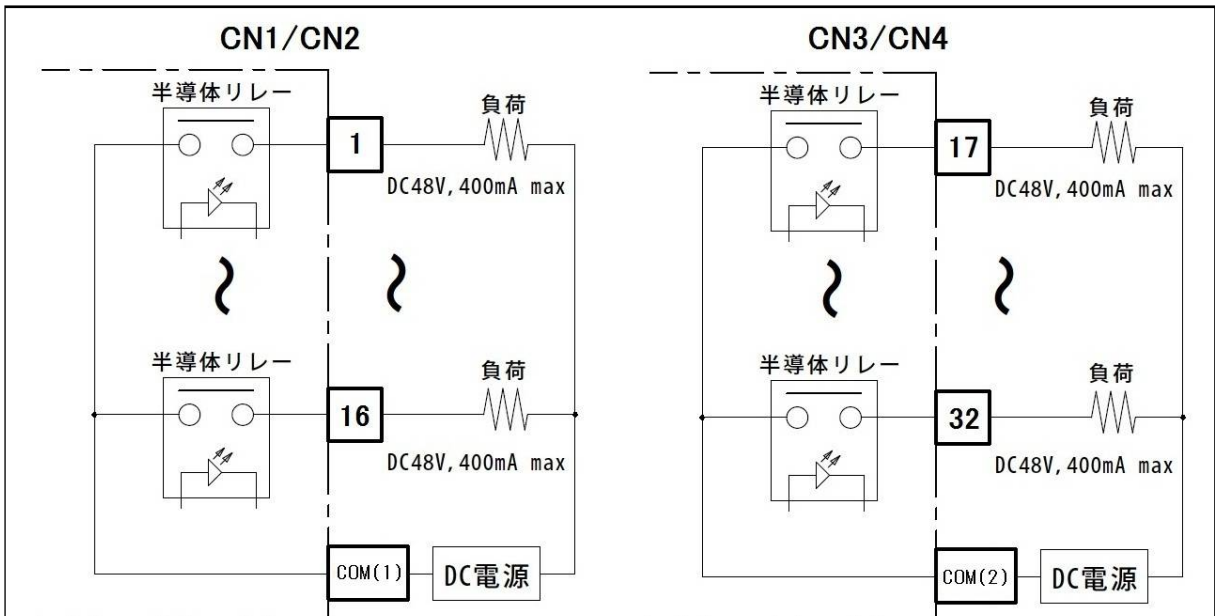 CN1/CN2
半導体リレー
負荷
1
DC48V,400mA max
半導体リレー
負荷
16
DC48V,400mA max
COM(1)
DC電源
CN3/CN4
半導体リレー
負荷
17
DC48V,400mA max
半導体リレー
負荷
32
DC48V,400mA max
COM(2)
DC電源